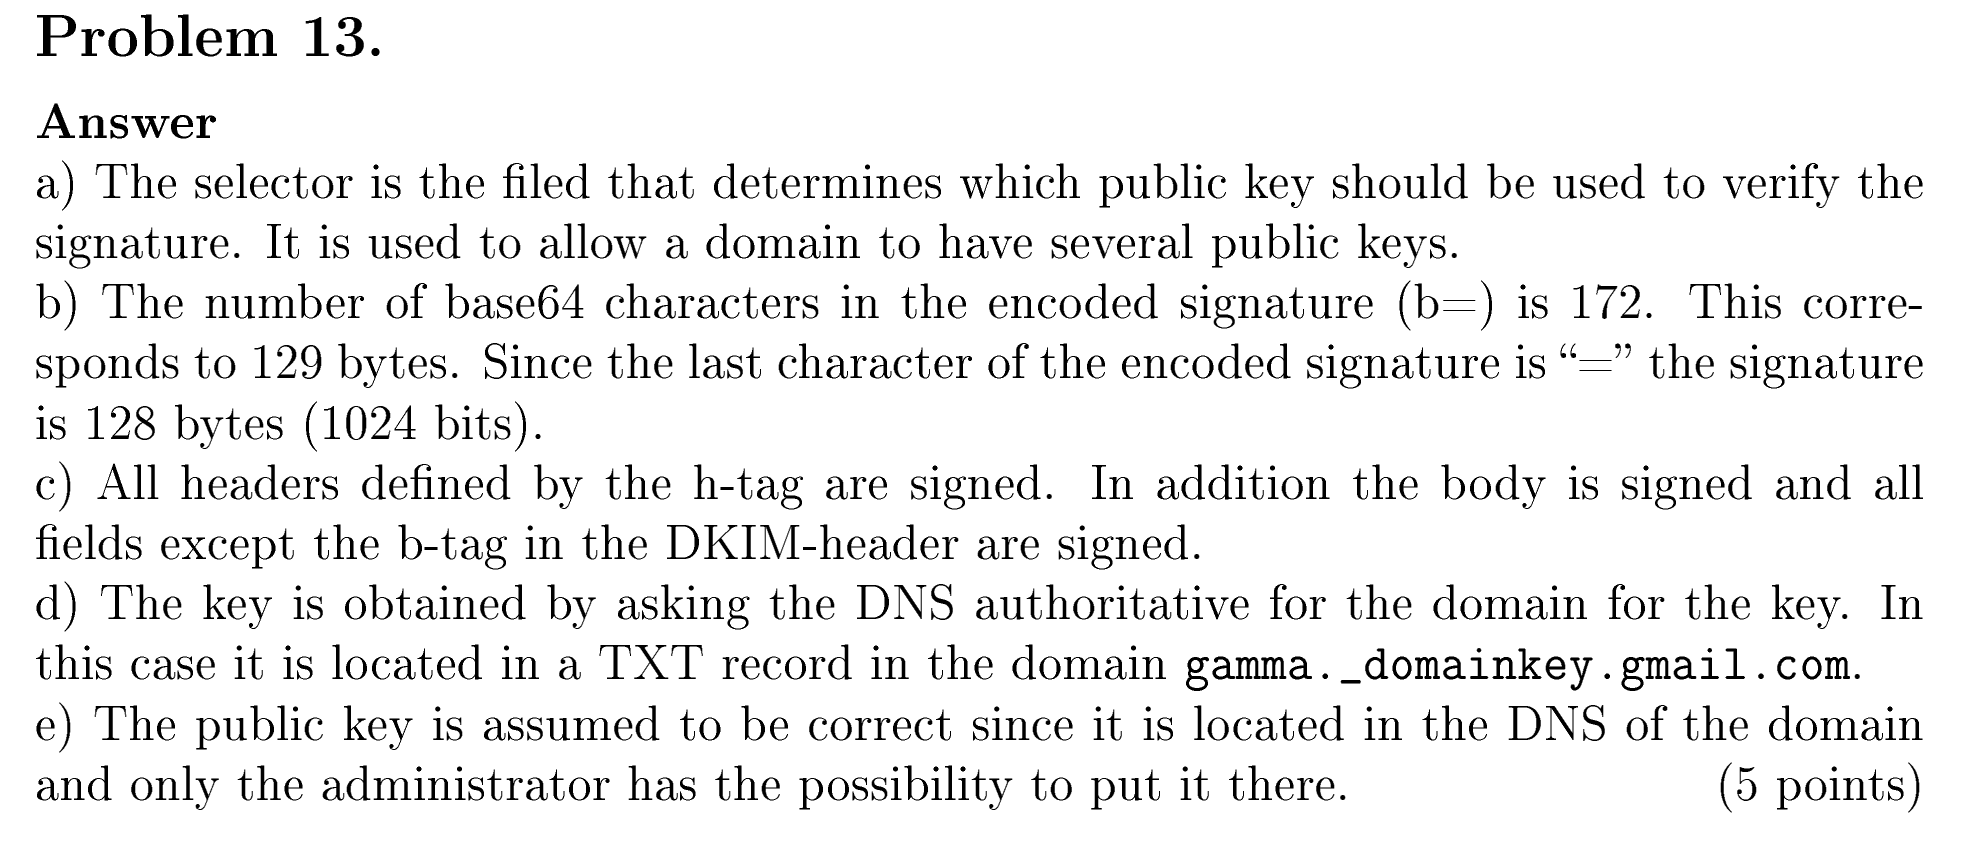 Problem 13.
Answer
a) The selector is the filed that determines which public key should be used to verify the
signature. It is used to allow a domain to have several public keys.
b) The number of base64 characters in the encoded signature (b=) is 172. This corre-
sponds to 129 bytes. Since the last character of the encoded signature is “=” the signature
is 128 bytes (1024 bits).
c) All headers defined by the h-tag are signed. In addition the body is signed and all
fields except the b-tag in the DKIM-header are signed.
d) The key is obtained by asking the DNS authoritative for the domain for the key. In
this case it is located in a TXT record in the domain gamma._domainkey.gmail.com.
e) The public key is assumed to be correct since it is located in the DNS of the domain
and only the administrator has the possibility to put it there. (5 points)